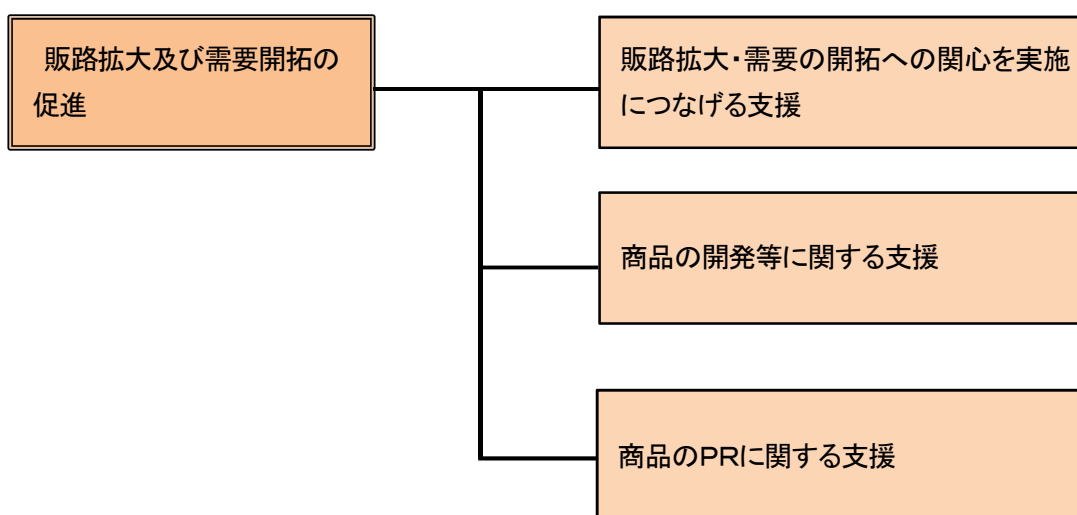 販路拡大及び需要開拓の
促進
販路拡大・需要の開拓への関心を実施
につなげる支援
商品の開発等に関する支援
商品のPRに関する支援